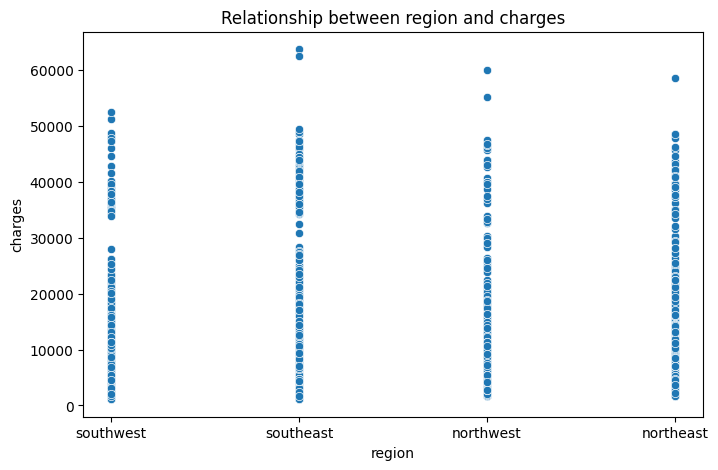 Relationship between region and charges
charges
60000
50000
40000
30000
20000
10000
0
southwest southeast northwest northeast
region